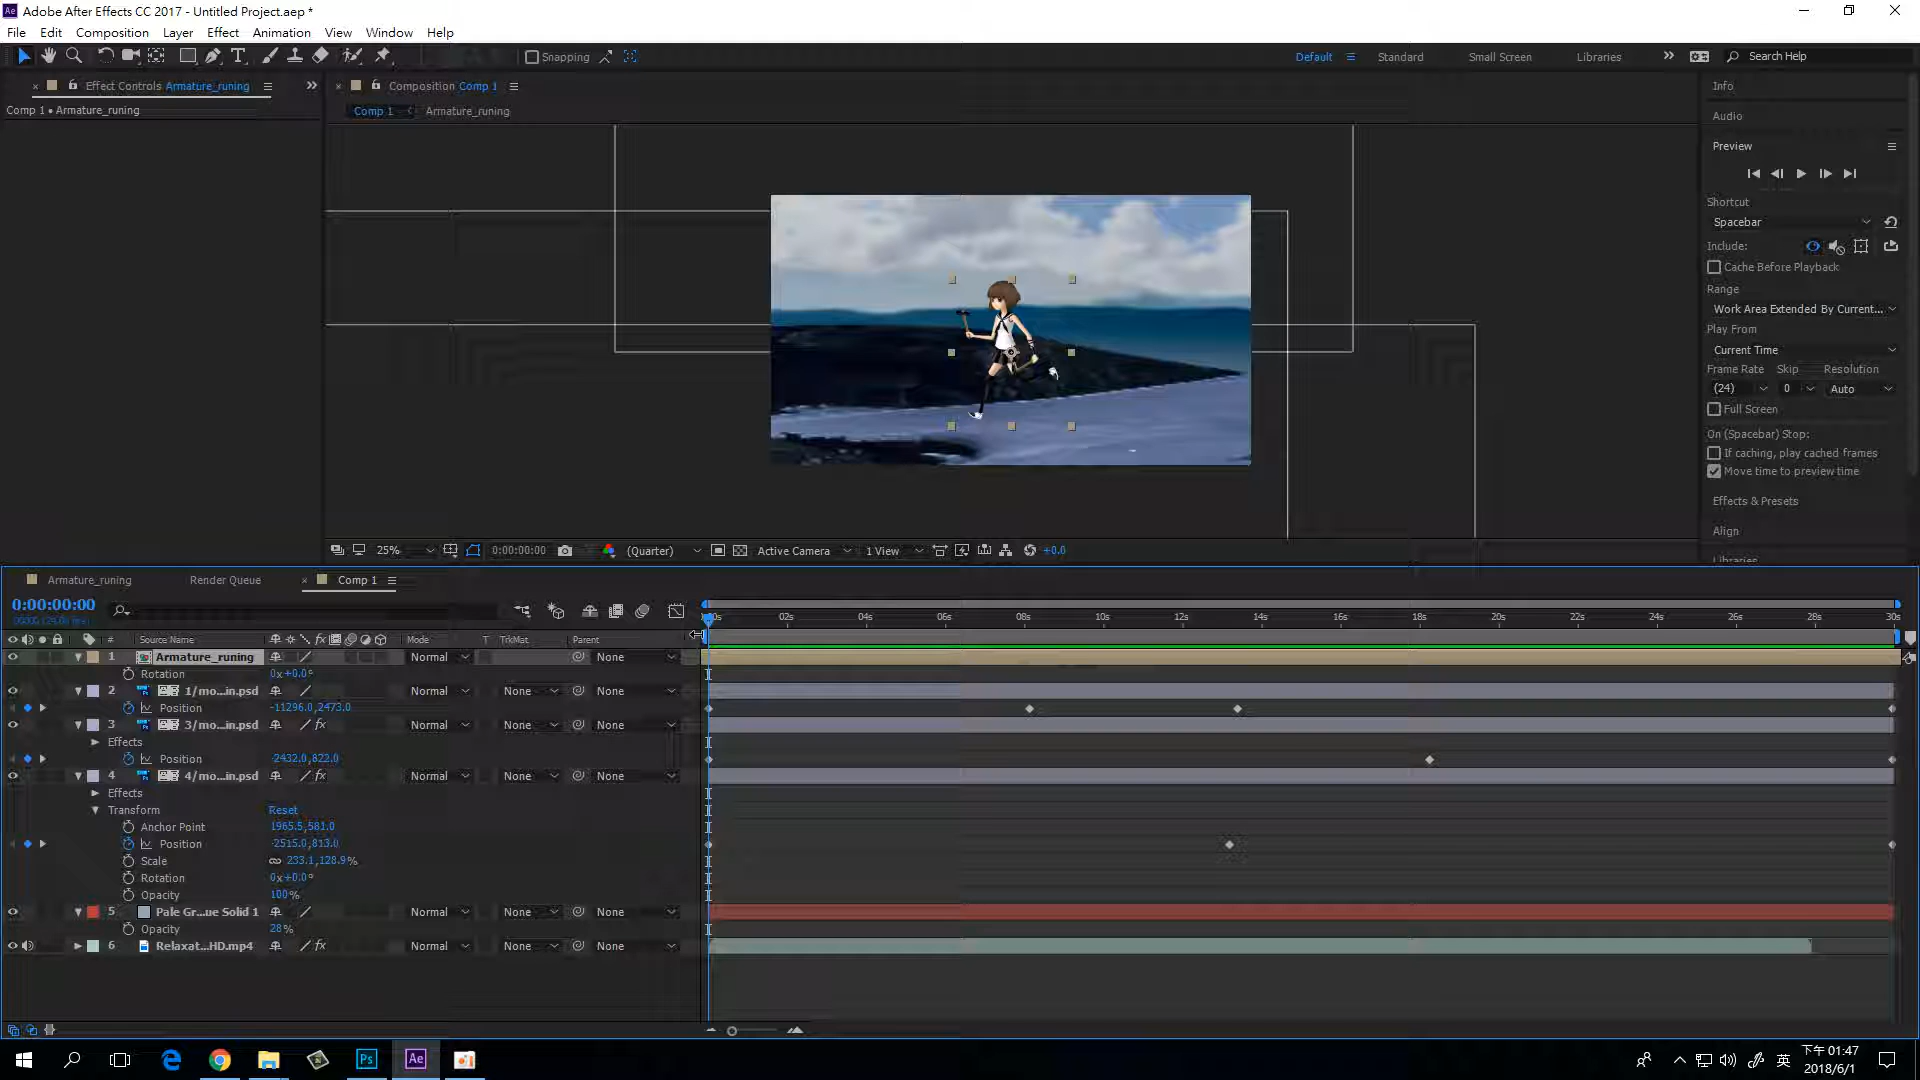 Adobe After Effects CC 2017 - Untitled Project.aep *
File Edit Composition Layer Effect Animation View Window Help
Snapping
Default Standard Small Screen Libraries Search Help
Effect Controls Armature_runing
Composition Comp 1
Comp 1 • Armature_runing
Comp 1 Armature_runing
Info
Audio
Preview
Shortcut
Spacebar
Include:
Cache Before Playback
Range
Work Area Extended By Current...
Play From
Current Time
Frame Rate Skip Resolution
(24) 0 Auto
Full Screen
On (Spacebar) Stop:
If caching, play cached frames
Move time to preview time
Effects & Presets
Align
Libraries
25% 0:00:00:00 (Quarter) Active Camera 1 View +0.0
Armature_runing Render Queue Comp 1
0:00:00:00
02s 04s 06s 08s 10s 12s 14s 16s 18s 20s 22s 24s 26s 28s 30s
# Source Name Mode T TrkMat Parent
1 Armature_runing Normal None
Rotation 0x+0.0°
2 1/mo...in.psd Normal None None
Position -11296.0,2473.0
3 3/mo...in.psd Normal None None
Effects
Position -2432.0,822.0
4 4/mo...in.psd Normal None None
Effects
Transform Reset
Anchor Point 1965.5,581.0
Position -2515.0,813.0
Scale 233.1,128.9%
Rotation 0x+0.0°
Opacity 100%
5 Pale Gr...ue Solid 1 Normal None None
Opacity 28%
6 Relaxat...HD.mp4 Normal None None
英
下午 01:47
2018/6/1